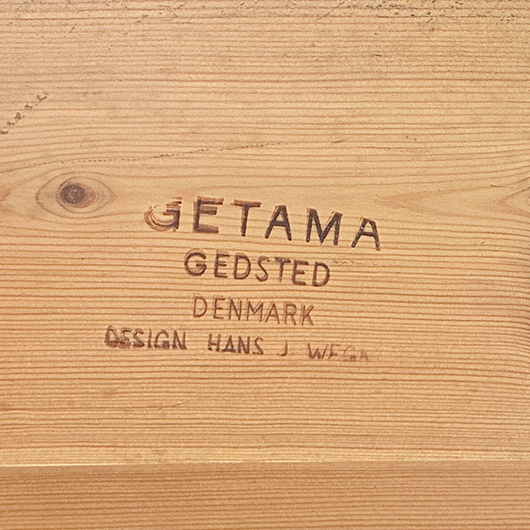 GETAMA
GEDSTED
DENMARK
DESIGN HANS J